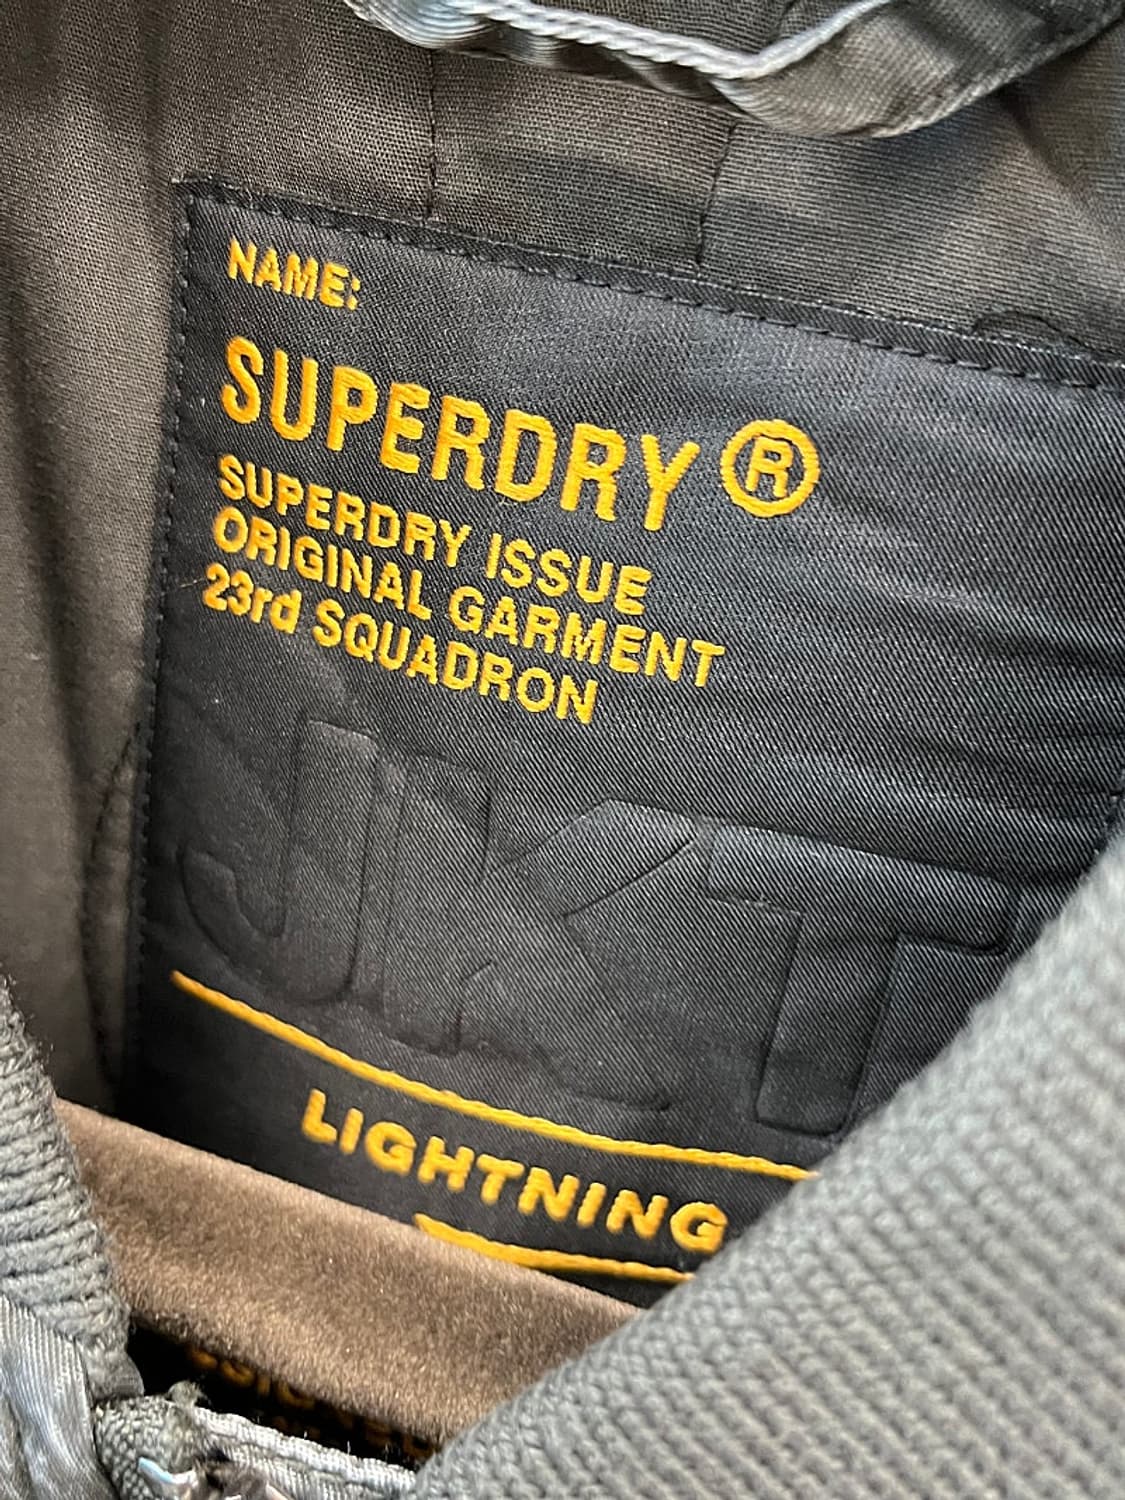 NAME:
SUPERDRY®
SUPERDRY ISSUE
ORIGINAL GARMENT
23rd SQUADRON
JKT
LIGHTNING